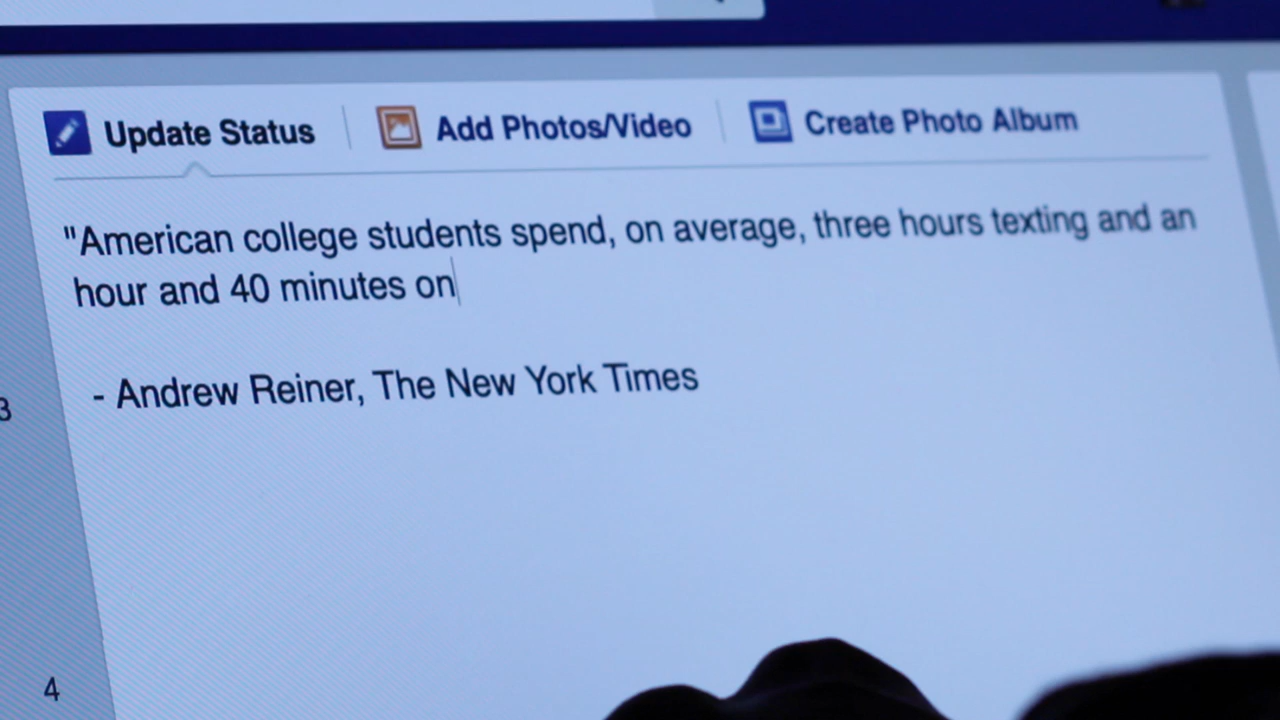 Update Status
Add Photos/Video
Create Photo Album
"American college students spend, on average, three hours texting and an
hour and 40 minutes on
- Andrew Reiner, The New York Times
3
4